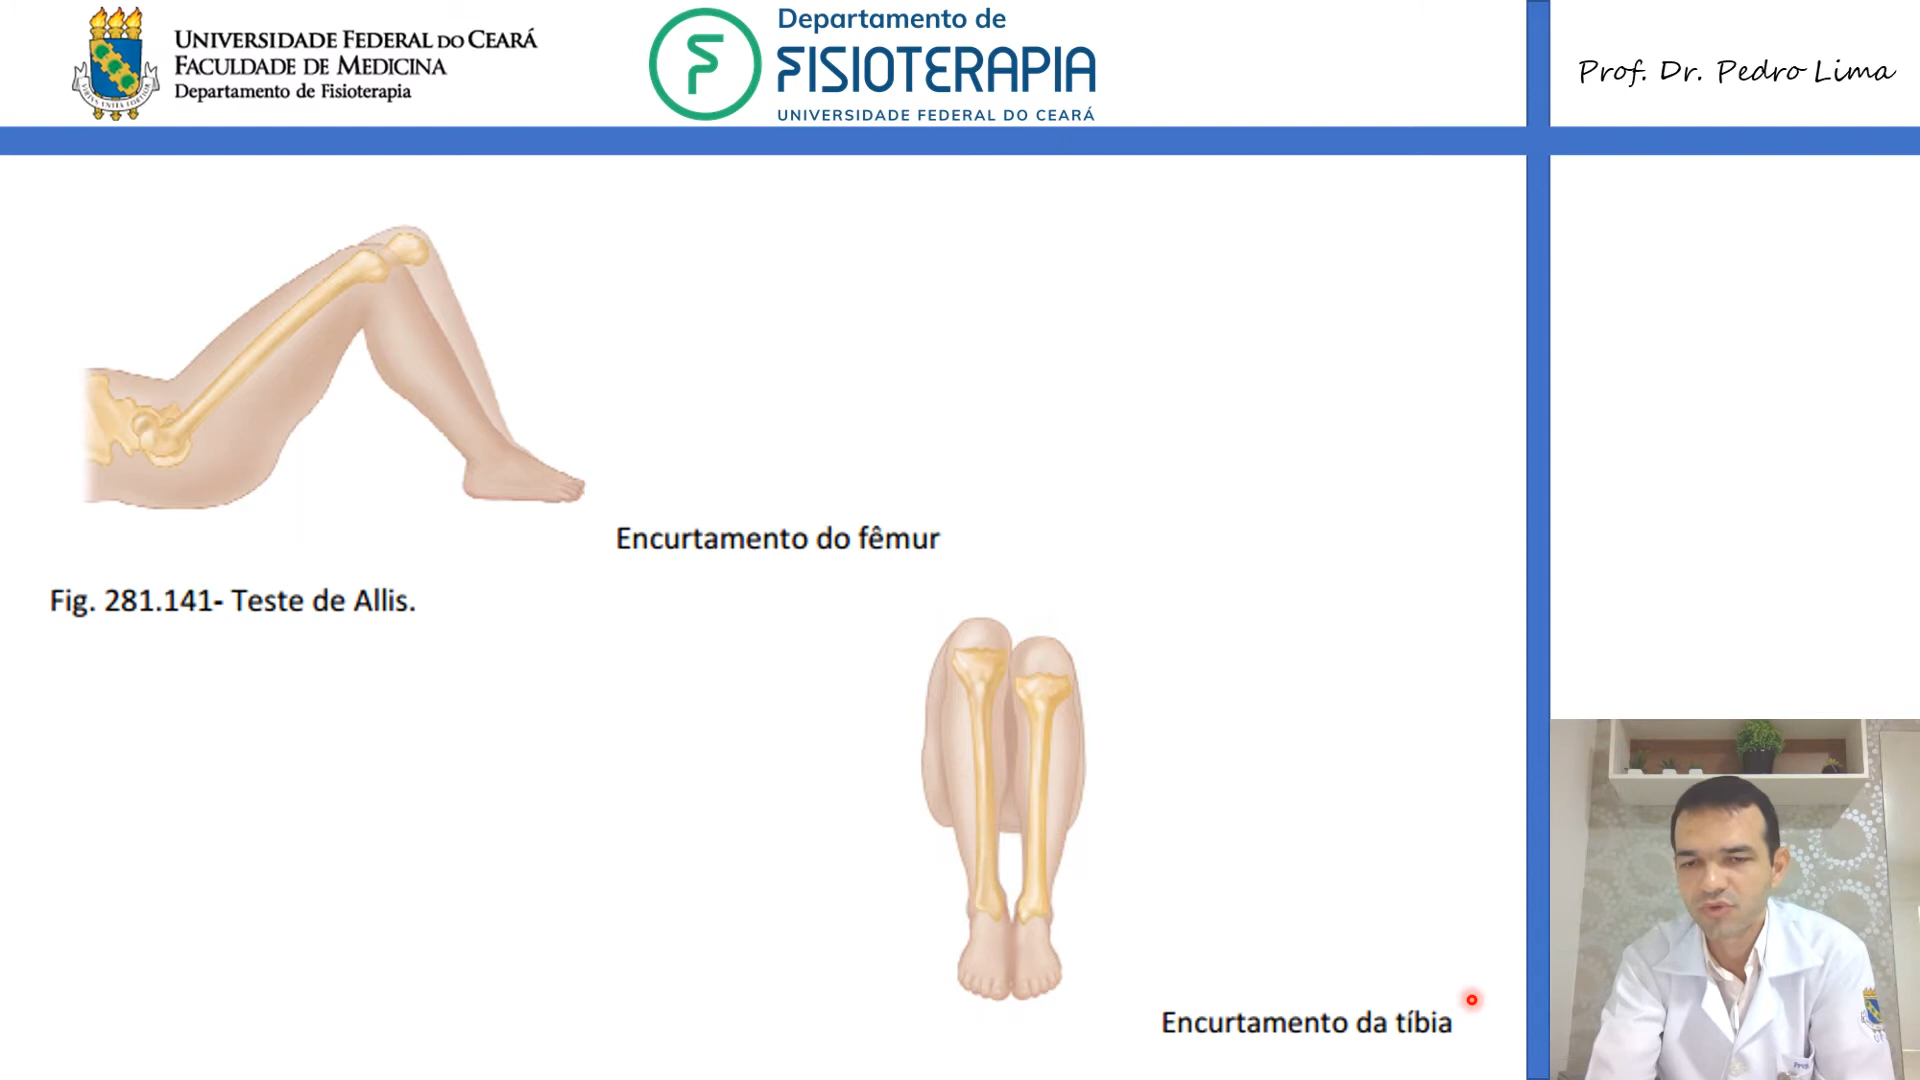 UNIVERSIDADE FEDERAL DO CEARÁ
FACULDADE DE MEDICINA
Departamento de Fisioterapia
Departamento de
FISIOTERAPIA
UNIVERSIDADE FEDERAL DO CEARÁ
Prof. Dr. Pedro Lima
Encurtamento do fêmur
Fig. 281.141- Teste de Allis.
Encurtamento da tíbia